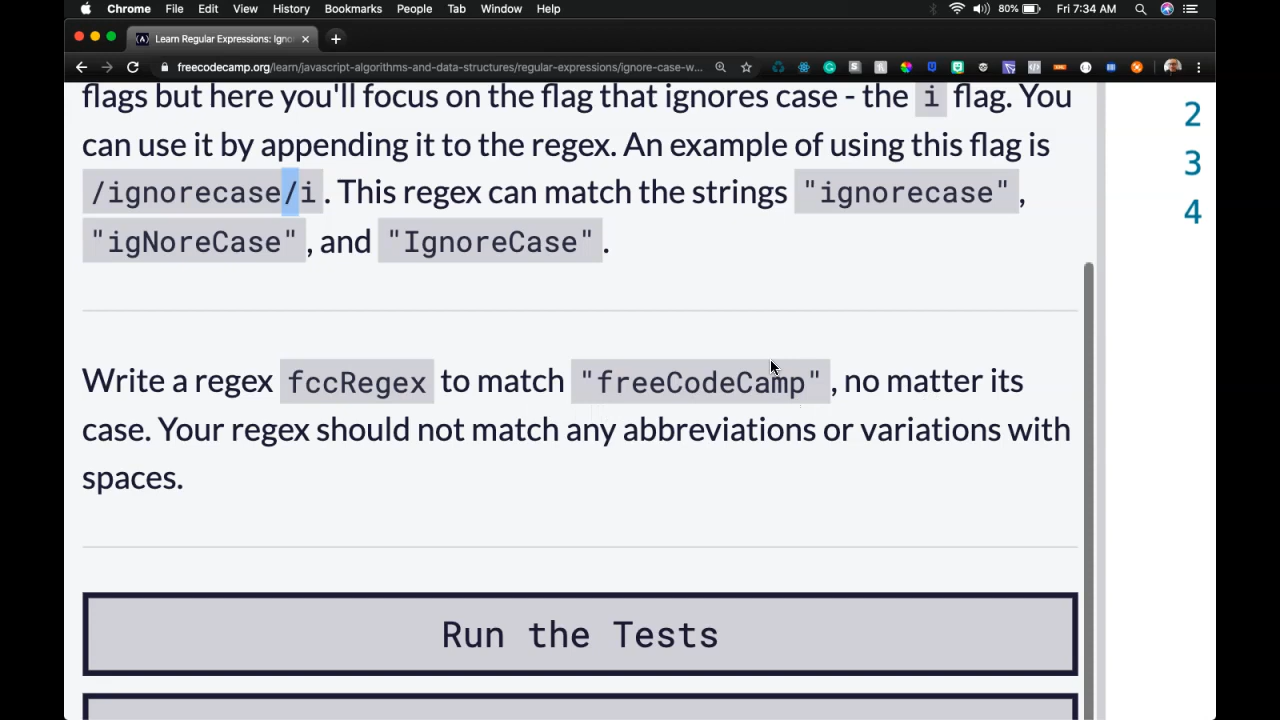 Chrome File Edit View History Bookmarks People Tab Window Help 80% Fri 7:34 AM
Learn Regular Expressions: Igno
freecodecamp.org/learn/javascript-algorithms-and-data-structures/regular-expressions/ignore-case-w...
flags but here you'll focus on the flag that ignores case - the i flag. You
can use it by appending it to the regex. An example of using this flag is
/ignorecase/i. This regex can match the strings "ignorecase",
"igNoreCase", and "IgnoreCase".
Write a regex fccRegex to match "freeCodeCamp", no matter its
case. Your regex should not match any abbreviations or variations with
spaces.
Run the Tests
2
3
4